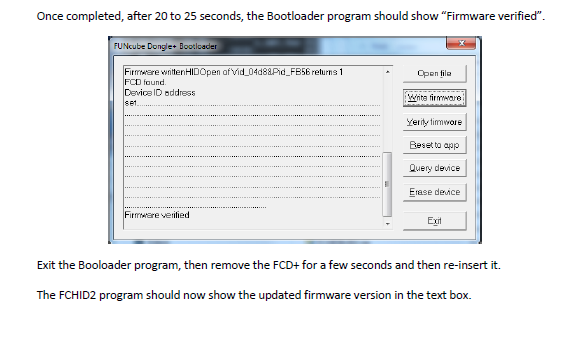 Once completed, after 20 to 25 seconds, the Bootloader program should show “Firmware verified”.
FUNcube Dongle+ Bootloader
Firmware writtenHIDOpen of Vid_04d8&Pid_FB56 returns 1
FCD found.
Device ID address
set.................................................................................
.................................................................................
.................................................................................
.................................................................................
.................................................................................
.................................................................................
.................................................................................
.................................................................................
.................................................................................
.................................................................................
...............................................
Firmware verified
Open file
Write firmware
Verify firmware
Reset to app
Query device
Erase device
Exit
Exit the Booloader program, then remove the FCD+ for a few seconds and then re-insert it.
The FCHID2 program should now show the updated firmware version in the text box.